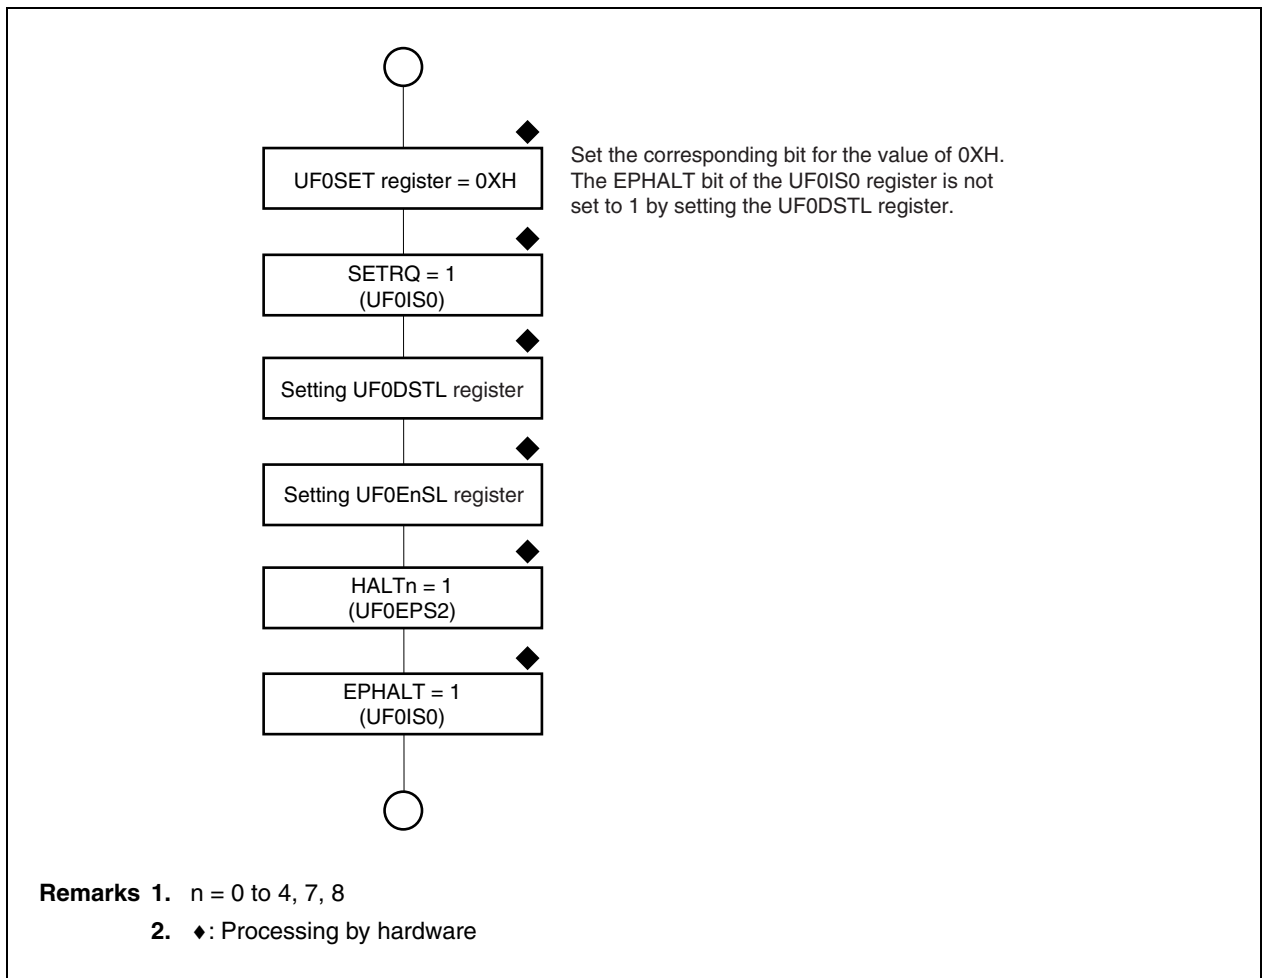 UF0SET register = 0XH
Set the corresponding bit for the value of 0XH.
The EPHALT bit of the UF0IS0 register is not
set to 1 by setting the UF0DSTL register.
SETRQ = 1
(UF0IS0)
Setting UF0DSTL register
Setting UF0EnSL register
HALTn = 1
(UF0EPS2)
EPHALT = 1
(UF0IS0)
Remarks 1. n = 0 to 4, 7, 8
2. ♦: Processing by hardware